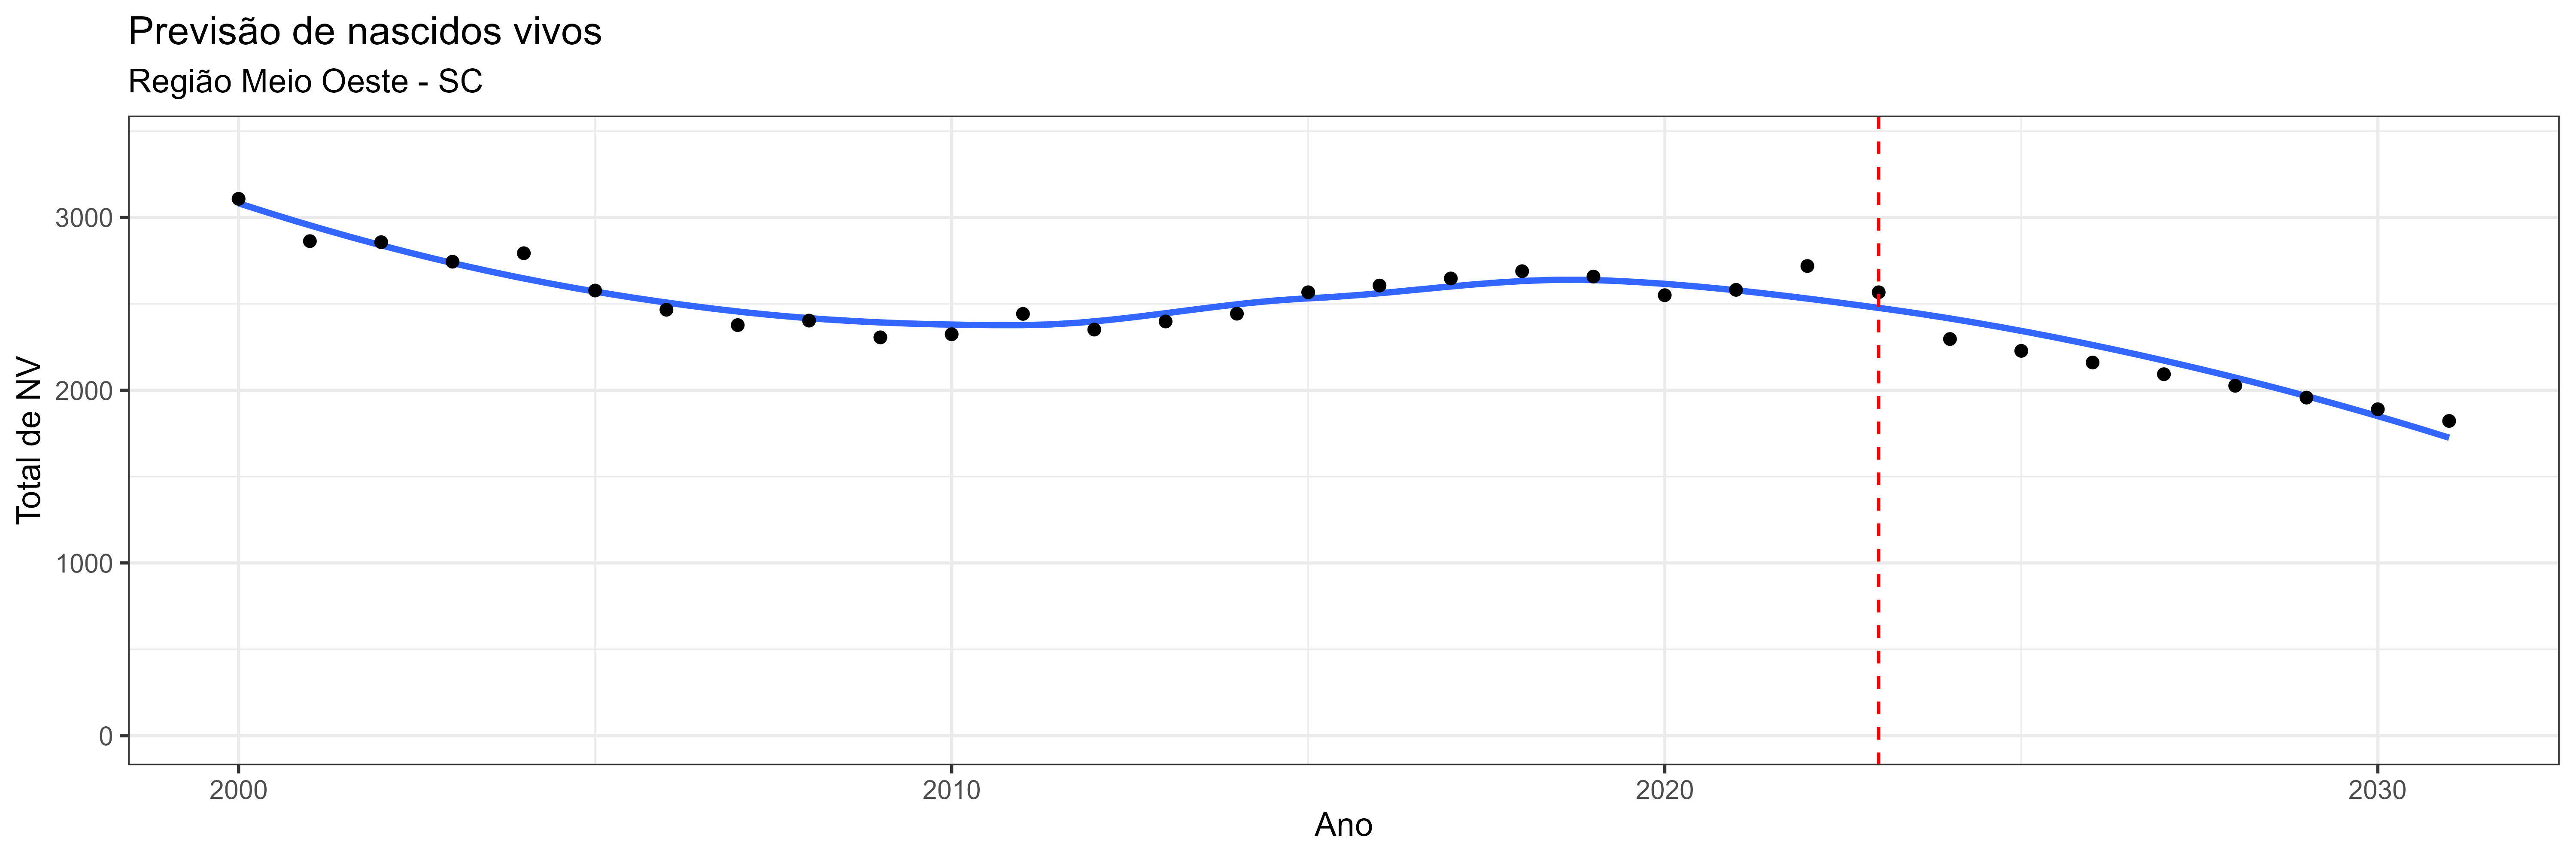 Previsão de nascidos vivos
Região Meio Oeste - SC
Total de NV
3000
2000
1000
0
2000
2010
2020
2030
Ano